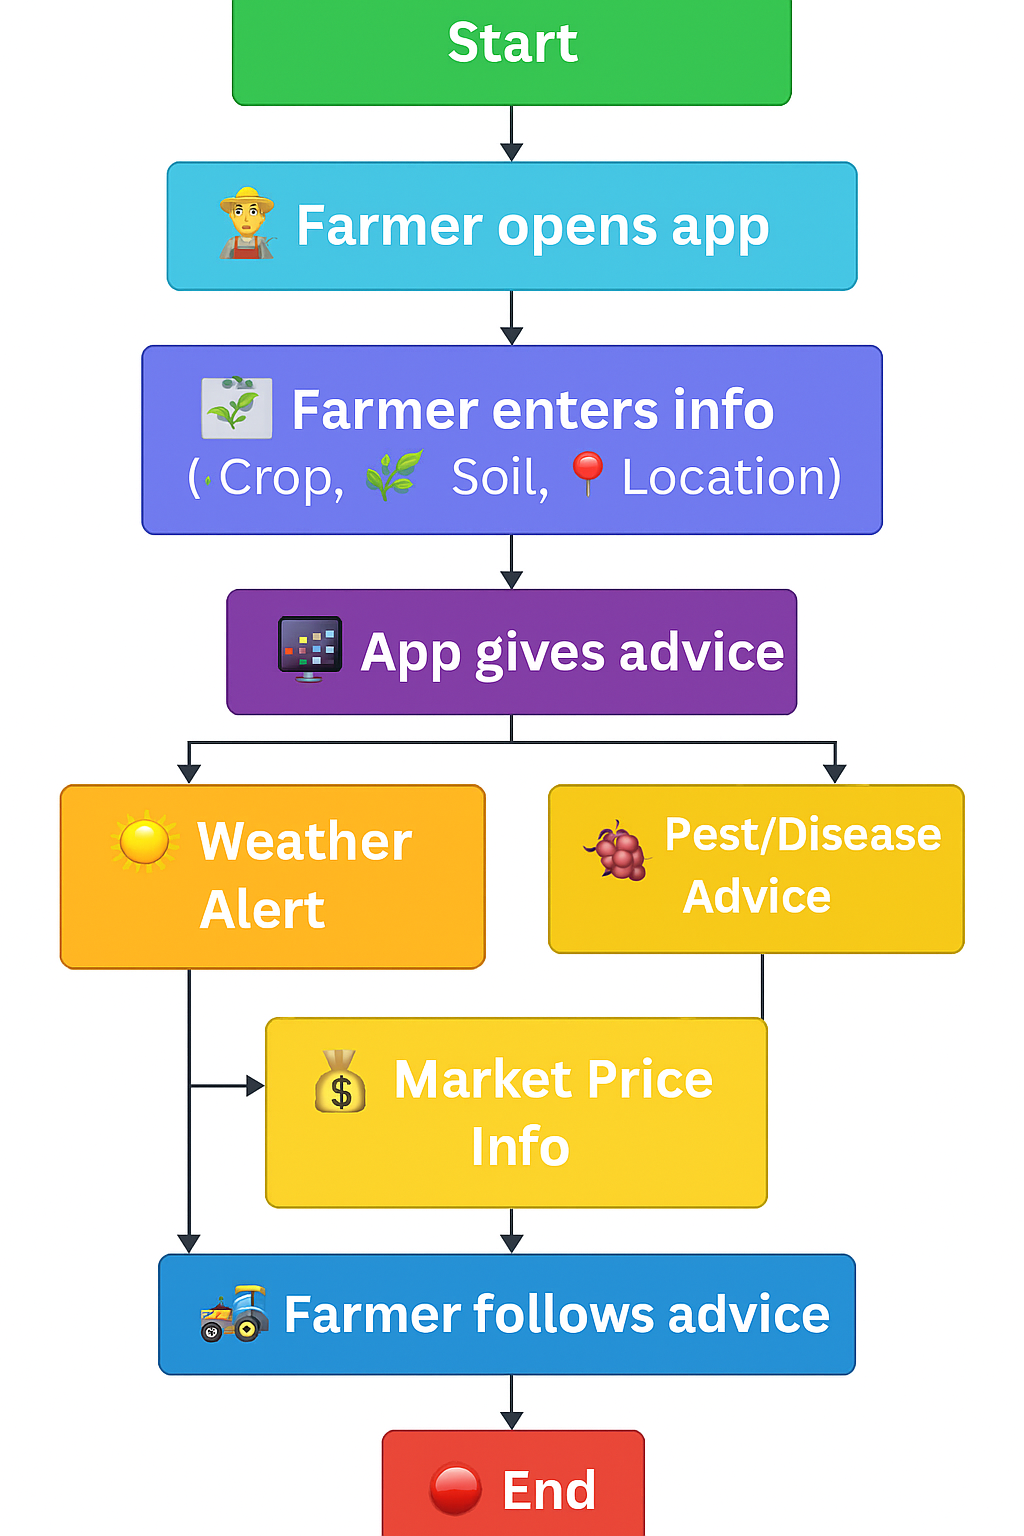 Start
Farmer opens app
Farmer enters info
(Crop, Soil, Location)
App gives advice
Weather
Alert
Pest/Disease
Advice
$ Market Price
Info
Farmer follows advice
End